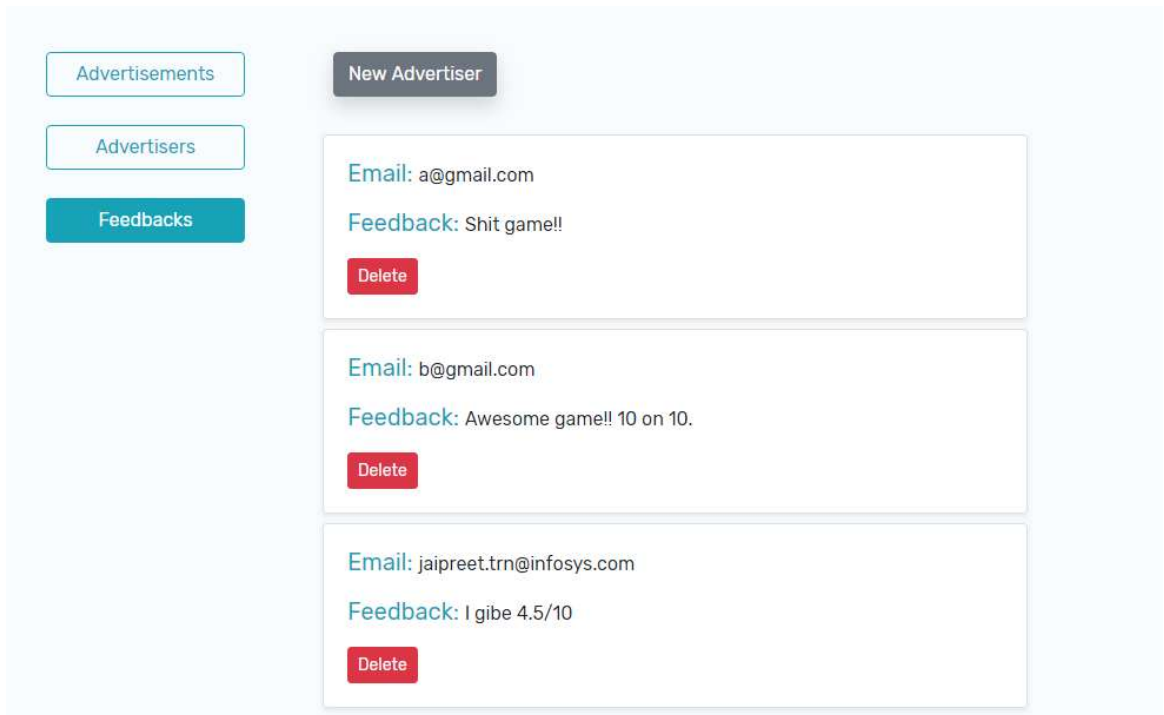 Advertisements
Advertisers
Feedbacks
New Advertiser
Email: a@gmail.com
Feedback: Shit game!!
Delete
Email: b@gmail.com
Feedback: Awesome game!! 10 on 10.
Delete
Email: jaipreet.trn@infosys.com
Feedback: I gibe 4.5/10
Delete